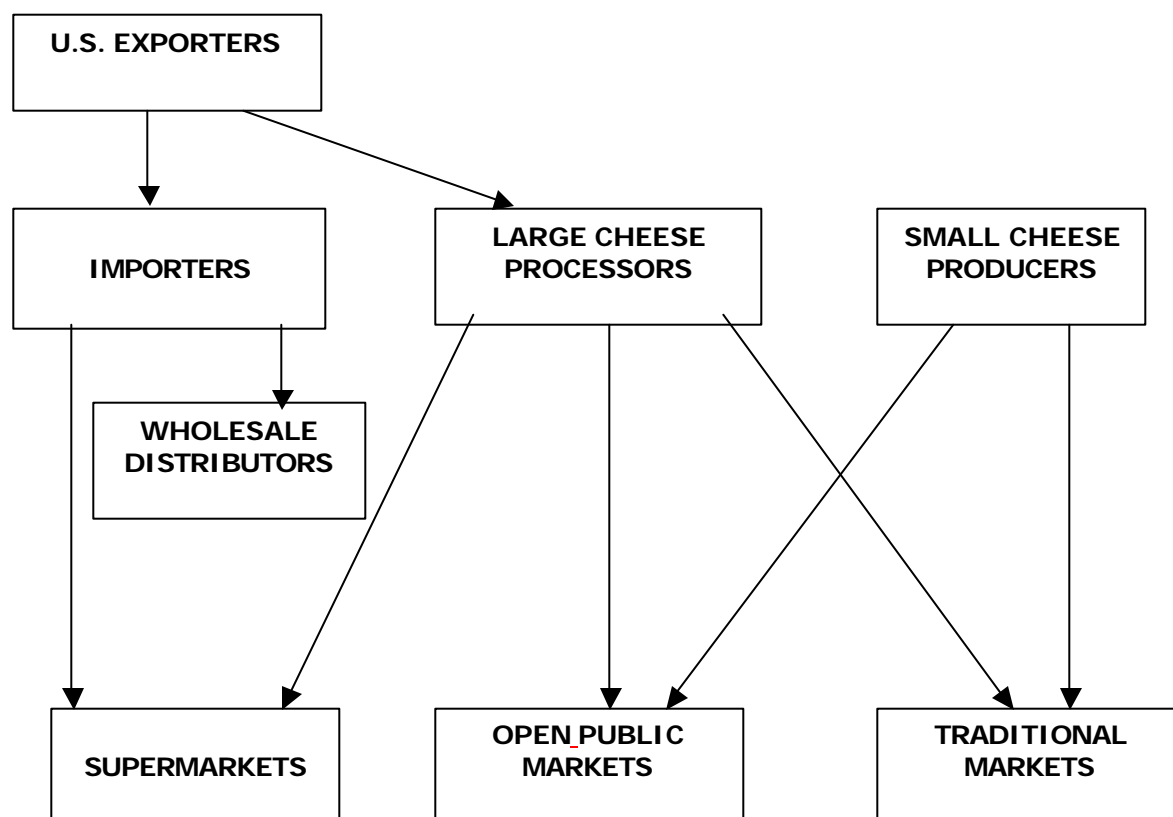 U.S. EXPORTERS
IMPORTERS
LARGE CHEESE
PROCESSORS
SMALL CHEESE
PRODUCERS
WHOLESALE
DISTRIBUTORS
SUPERMARKETS
OPEN PUBLIC
MARKETS
TRADITIONAL
MARKETS